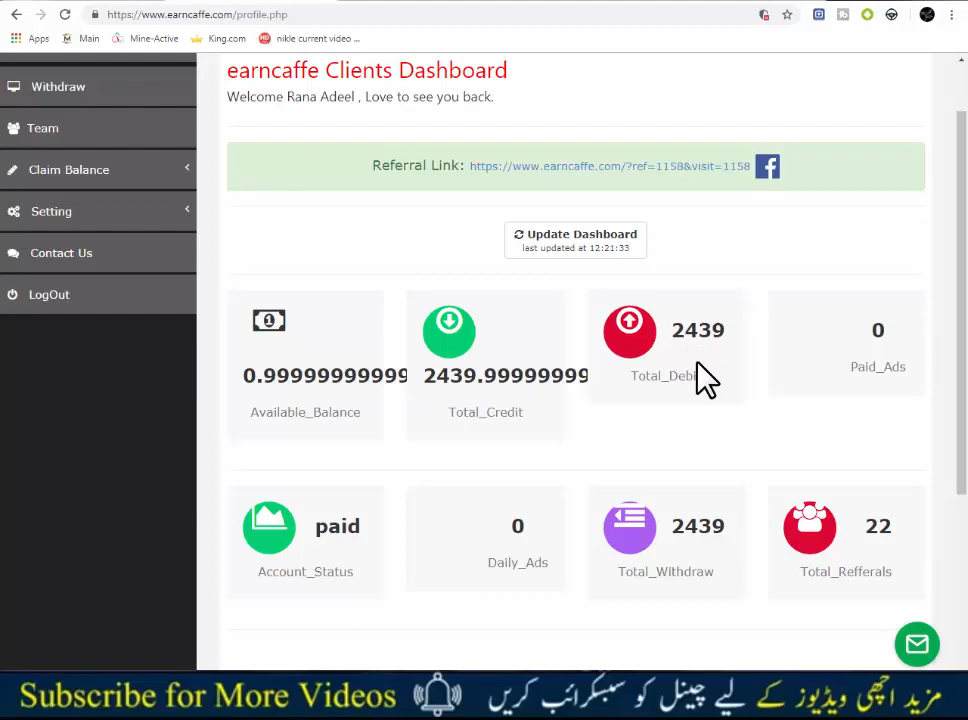 https://www.earncaffe.com/profile.php
Apps Main Mine-Active King.com HD nikle current video ...
Withdraw
Team
Claim Balance
Setting
Contact Us
LogOut
earncaffe Clients Dashboard
Welcome Rana Adeel , Love to see you back.
Referral Link: https://www.earncaffe.com/?ref=1158&visit=1158
Update Dashboard
last updated at 12:21:33
0.99999999999
Available_Balance
2439.99999999
Total_Credit
2439
Total_Debi
0
Paid_Ads
paid
Account_Status
0
Daily_Ads
2439
Total_Withdraw
22
Total_Refferals
Subscribe for More Videos
مزید اچھی ویڈیوز کے لیے چینل کو سبسکرائب کریں